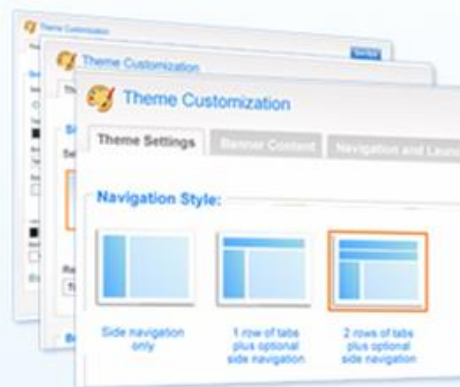 Theme Customization
Theme Customization
Theme Customization
Theme Settings
Banner Content
Navigation and
Navigation Style:
Side navigation
only
1 row of tabs
plus optional
side navigation
2 rows of tabs
plus optional
side navigation